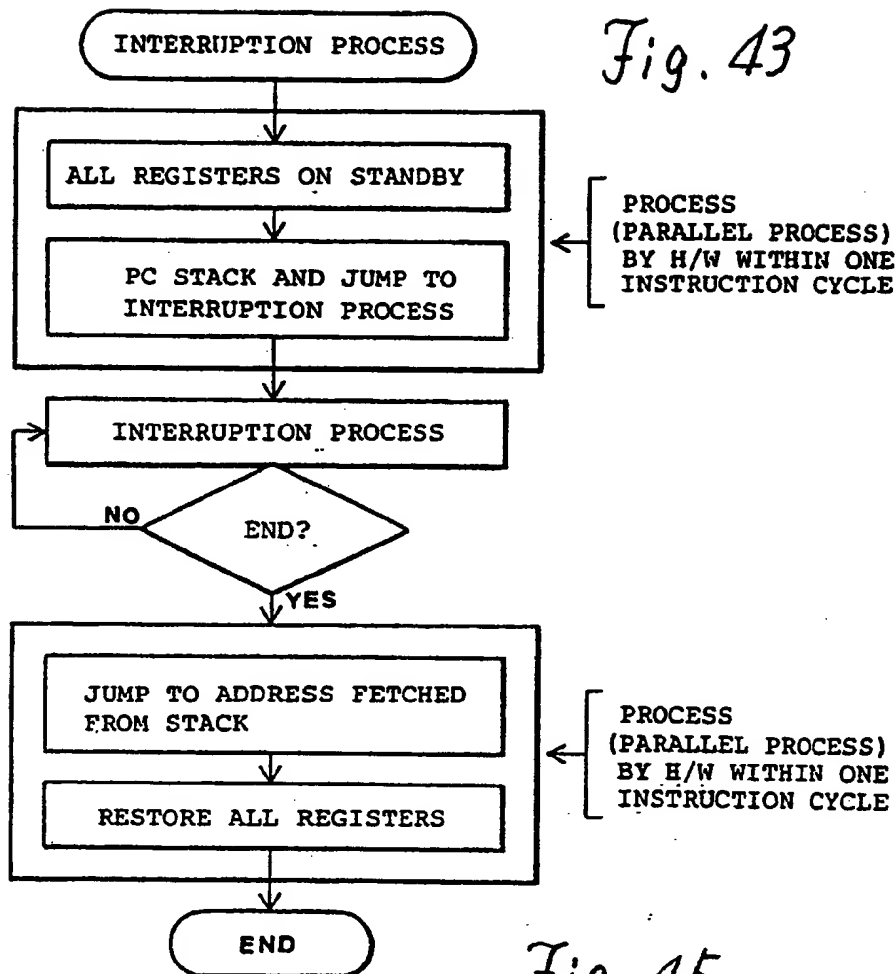 INTERRUPTION PROCESS
Fig. 43
ALL REGISTERS ON STANDBY
PC STACK AND JUMP TO
INTERRUPTION PROCESS
PROCESS
(PARALLEL PROCESS)
BY H/W WITHIN ONE
INSTRUCTION CYCLE
INTERRUPTION PROCESS
END?
NO
YES
JUMP TO ADDRESS FETCHED
FROM STACK
RESTORE ALL REGISTERS
PROCESS
(PARALLEL PROCESS)
BY H/W WITHIN ONE
INSTRUCTION CYCLE
END
Fig. 45